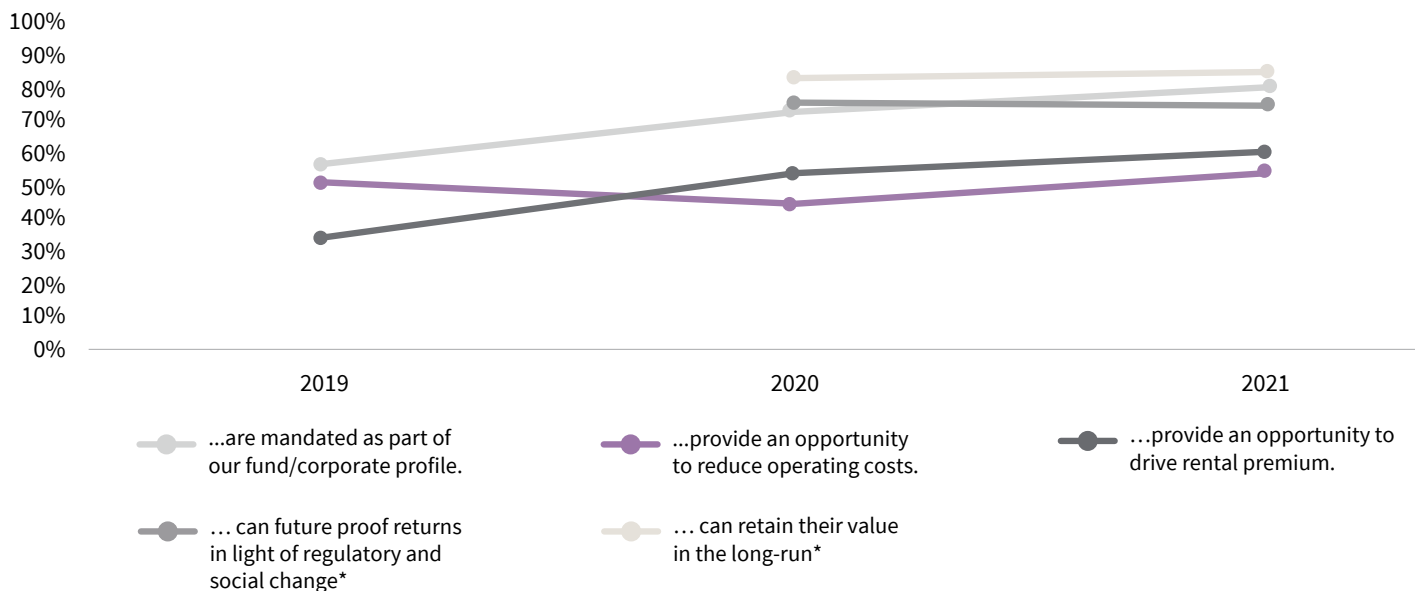 100%
90%
80%
70%
60%
50%
40%
30%
20%
10%
0%
2019
2020
2021
...are mandated as part of
our fund/corporate profile.
...provide an opportunity
to reduce operating costs.
…provide an opportunity to
drive rental premium.
… can future proof returns
in light of regulatory and
social change*
… can retain their value
in the long-run*